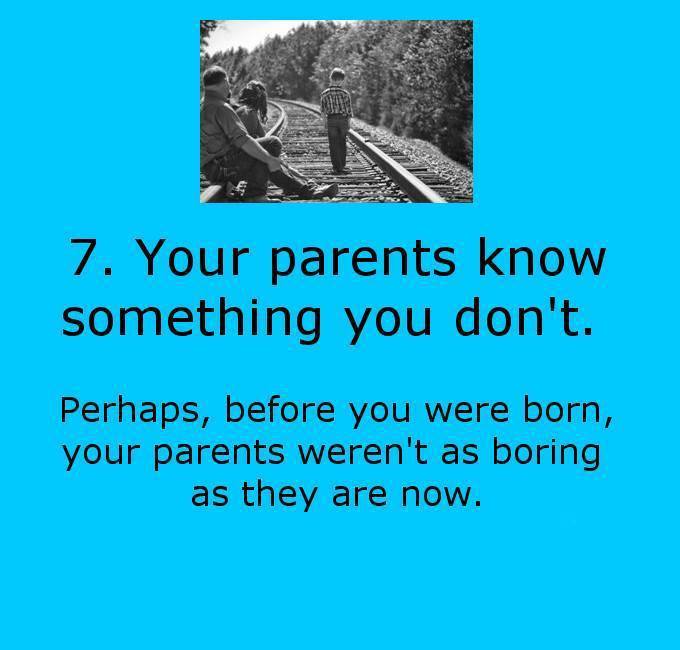 7. Your parents know
something you don't.
Perhaps, before you were born,
your parents weren't as boring
as they are now.